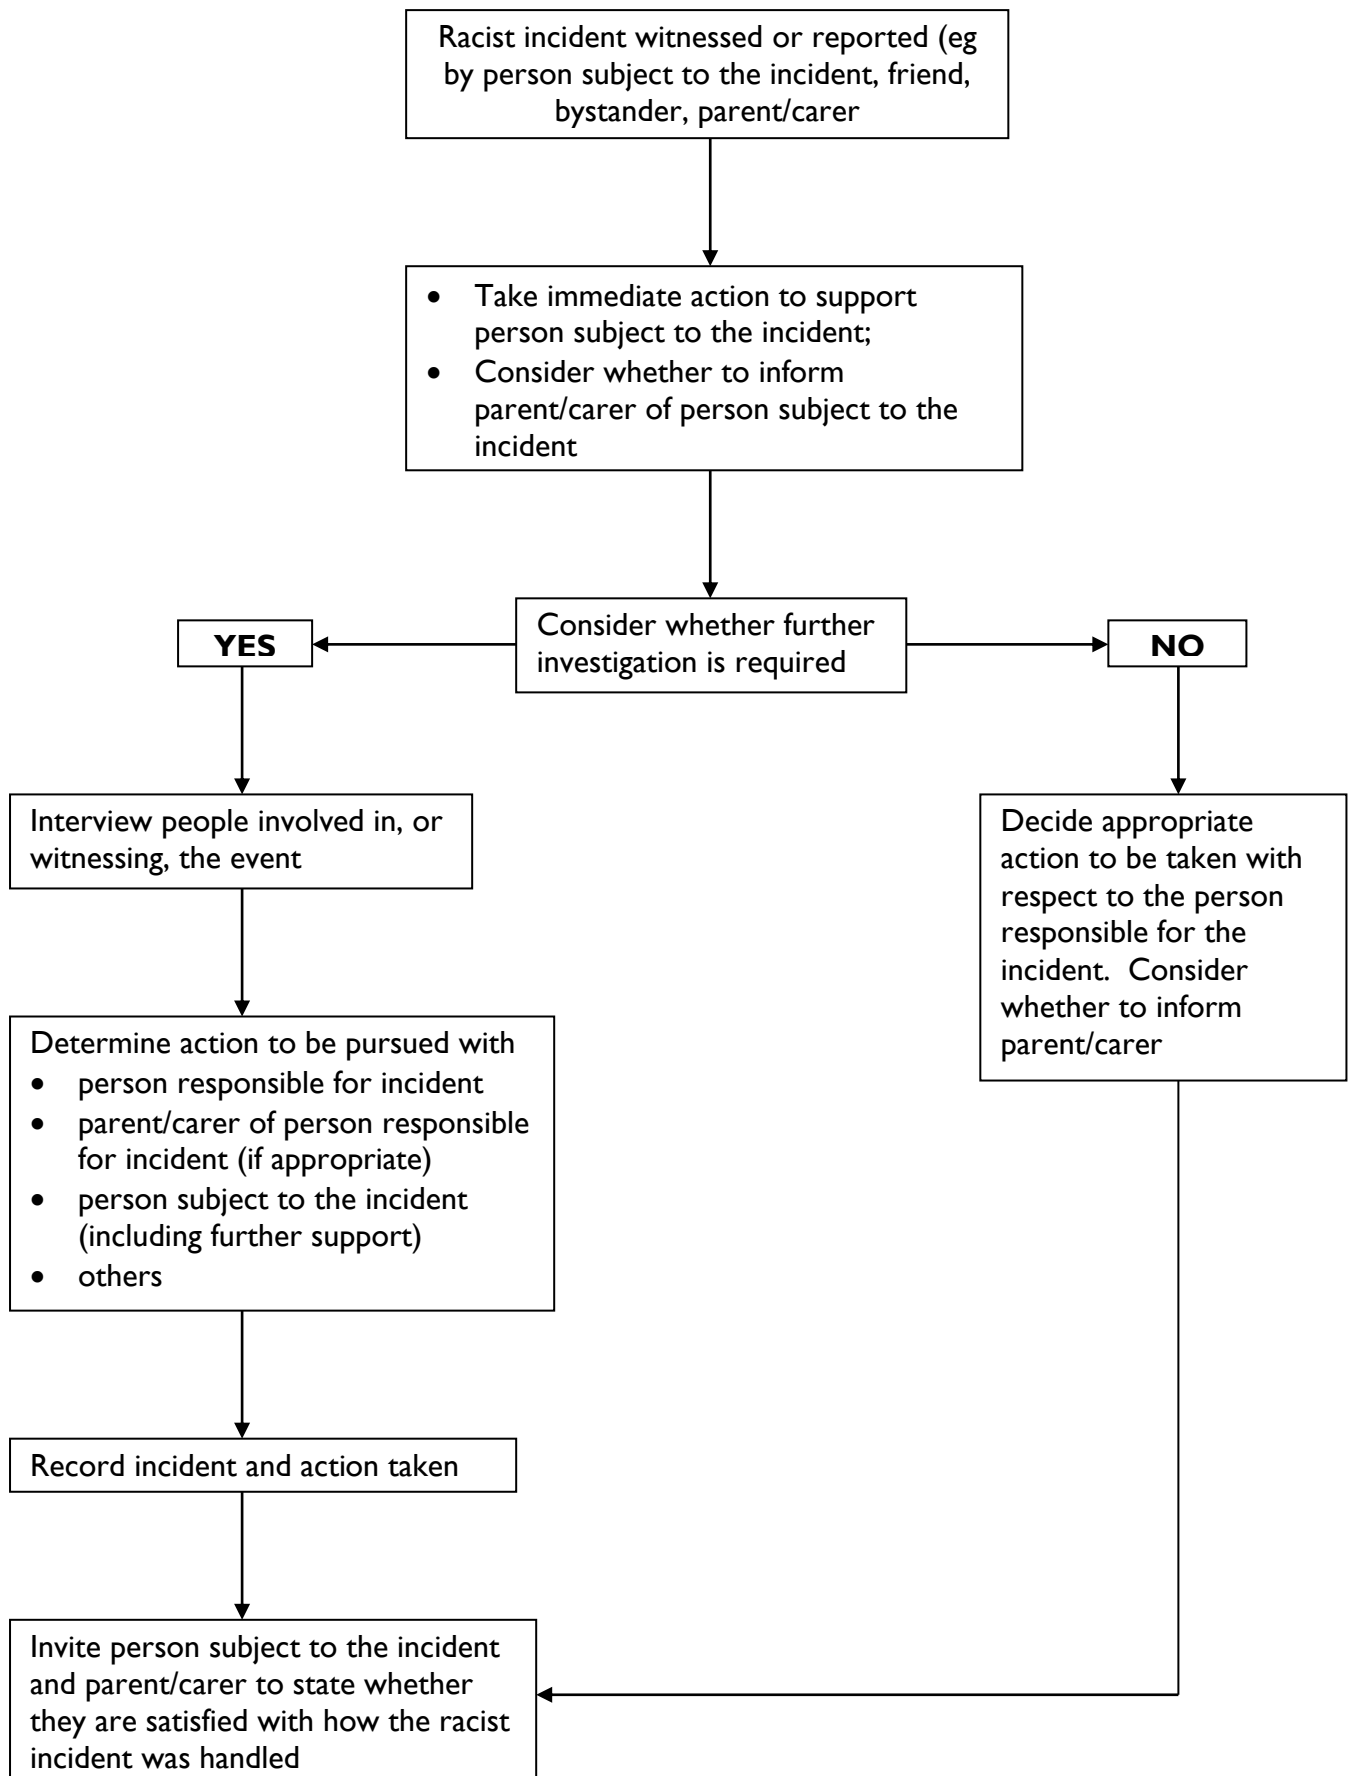 Racist incident witnessed or reported (eg
by person subject to the incident, friend,
bystander, parent/carer
• Take immediate action to support
person subject to the incident;
• Consider whether to inform
parent/carer of person subject to the
incident
Consider whether further
investigation is required
YES
NO
Interview people involved in, or
witnessing, the event
Decide appropriate
action to be taken with
respect to the person
responsible for the
incident.  Consider
whether to inform
parent/carer
Determine action to be pursued with
• person responsible for incident
• parent/carer of person responsible
for incident (if appropriate)
• person subject to the incident
(including further support)
• others
Record incident and action taken
Invite person subject to the incident
and parent/carer to state whether
they are satisfied with how the racist
incident was handled